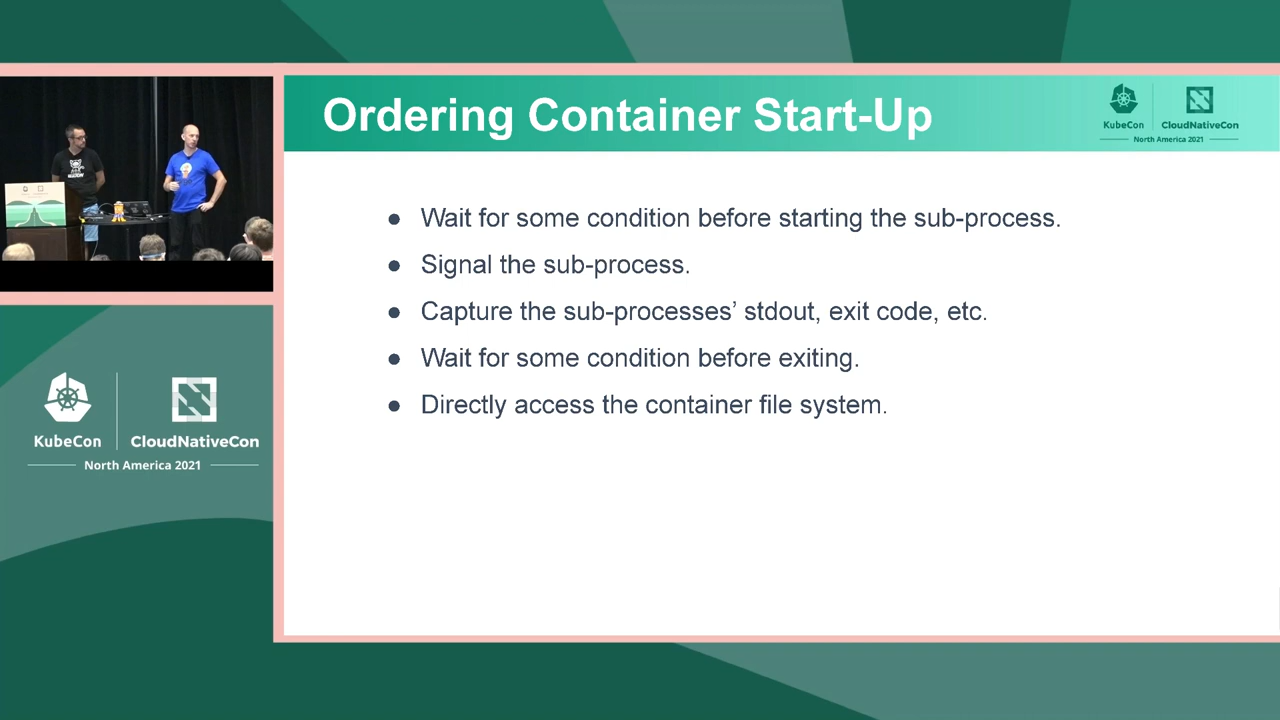 Ordering Container Start-Up
KubeCon
CloudNativeCon
North America 2021
● Wait for some condition before starting the sub-process.
● Signal the sub-process.
● Capture the sub-processes’ stdout, exit code, etc.
● Wait for some condition before exiting.
● Directly access the container file system.
KubeCon
CloudNativeCon
North America 2021